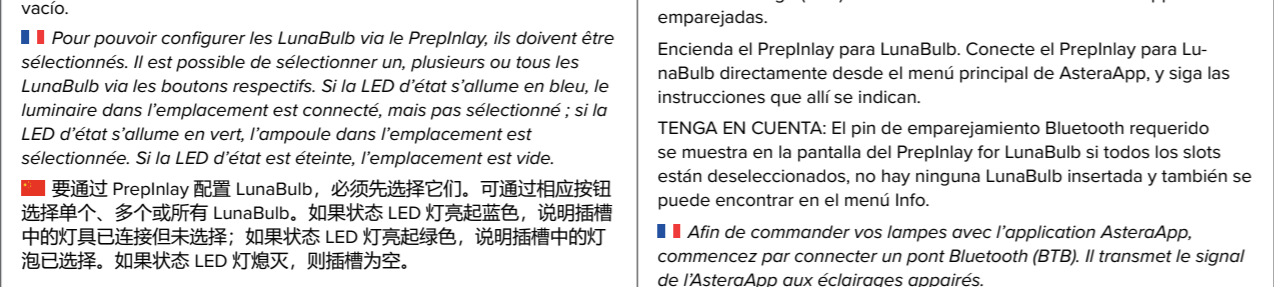 vacío.
Pour pouvoir configurer les LunaBulb via le PrepInlay, ils doivent être
sélectionnés. Il est possible de sélectionner un, plusieurs ou tous les
LunaBulb via les boutons respectifs. Si la LED d’état s’allume en bleu, le
luminaire dans l’emplacement est connecté, mais pas sélectionné ; si la
LED d’état s’allume en vert, l’ampoule dans l’emplacement est
sélectionnée. Si la LED d’état est éteinte, l’emplacement est vide.
要通过 PrepInlay 配置 LunaBulb，必须先选择它们。可通过相应按钮
选择单个、多个或所有 LunaBulb。如果状态 LED 灯亮起蓝色，说明插槽
中的灯具已连接但未选择；如果状态 LED 灯亮起绿色，说明插槽中的灯
泡已选择。如果状态 LED 灯熄灭，则插槽为空。
emparejadas.
Encienda el PrepInlay para LunaBulb. Conecte el PrepInlay para Lu-
naBulb directamente desde el menú principal de AsteraApp, y siga las
instrucciones que allí se indican.
TENGA EN CUENTA: El pin de emparejamiento Bluetooth requerido
se muestra en la pantalla del PrepInlay for LunaBulb si todos los slots
están deseleccionados, no hay ninguna LunaBulb insertada y también se
puede encontrar en el menú Info.
Afin de commander vos lampes avec l’application AsteraApp,
commencez par connecter un pont Bluetooth (BTB). Il transmet le signal
de l’AsteraApp aux éclairages appairés.